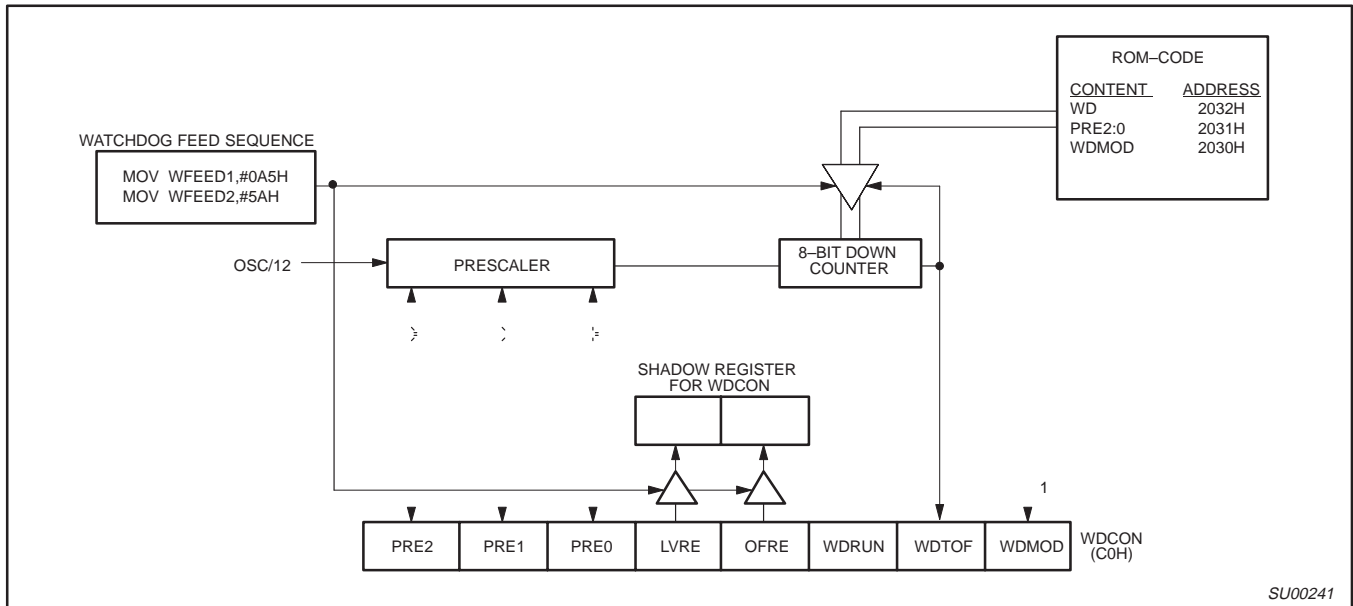 ROM–CODE
CONTENT ADDRESS
WD 2032H
PRE2:0 2031H
WDMOD 2030H
WATCHDOG FEED SEQUENCE
MOV WFEED1,#0A5H
MOV WFEED2,#5AH
OSC/12
PRESCALER
8–BIT DOWN
COUNTER
SHADOW REGISTER
FOR WDCON
1
PRE2 PRE1 PRE0 LVRE OFRE WDRUN WDTOF WDMOD
WDCON
(C0H)
SU00241